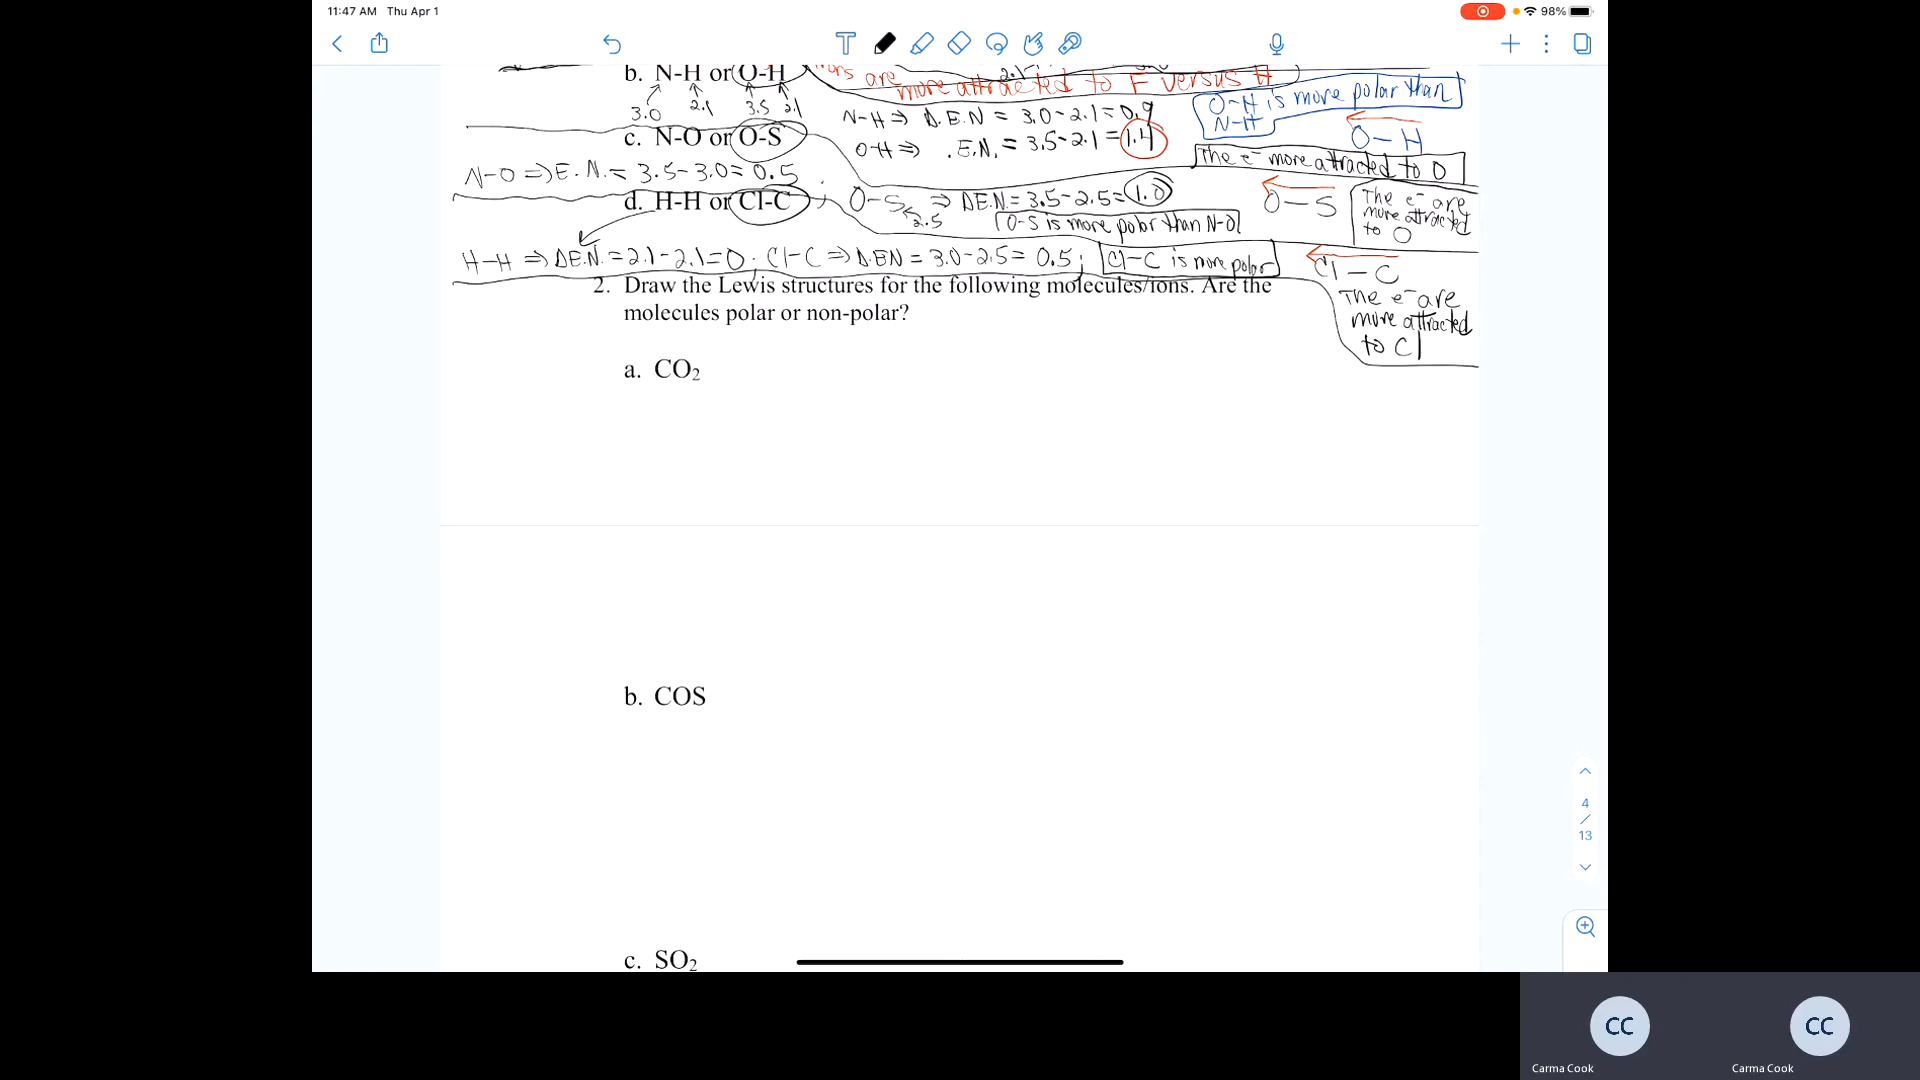 11:47 AM Thu Apr 1
98%
b. N-H or O-H
ions are
more attracted to F versus H
3.0 2.1 3.5 2.1
N-H ⇒ Δ.E.N = 3.0-2.1=0.9
O-H is more polar than
N-H
O-H
c. N-O or O-S
O-H ⇒ .E.N. = 3.5-2.1=1.4
The e⁻ more attracted to O
N-O ⇒ E.N. = 3.5-3.0= 0.5 ;
d. H-H or Cl-C
O-S ⇒ ΔE.N.= 3.5-2.5= 1.0
2.5
O-S is more polar than N-O
O-S
The e⁻ are
more attracted
to O
H-H ⇒ ΔE.N. = 2.1-2.1=0 ; Cl-C ⇒ Δ.EN = 3.0-2.5= 0.5 ; Cl-C is more polar
Cl-C
The e⁻ are
more attracted
to Cl
2. Draw the Lewis structures for the following molecules/ions. Are the
molecules polar or non-polar?
a. CO₂
b. COS
c. SO₂
4
/
13
CC CC
Carma Cook Carma Cook